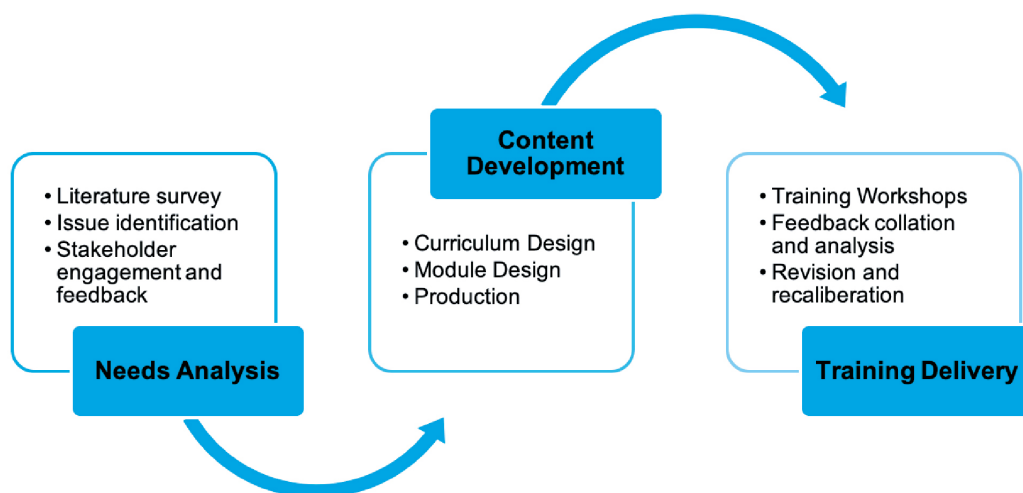 • Literature survey
• Issue identification
• Stakeholder
engagement and
feedback
Needs Analysis
Content
Development
• Curriculum Design
• Module Design
• Production
• Training Workshops
• Feedback collation
and analysis
• Revision and
recaliberation
Training Delivery